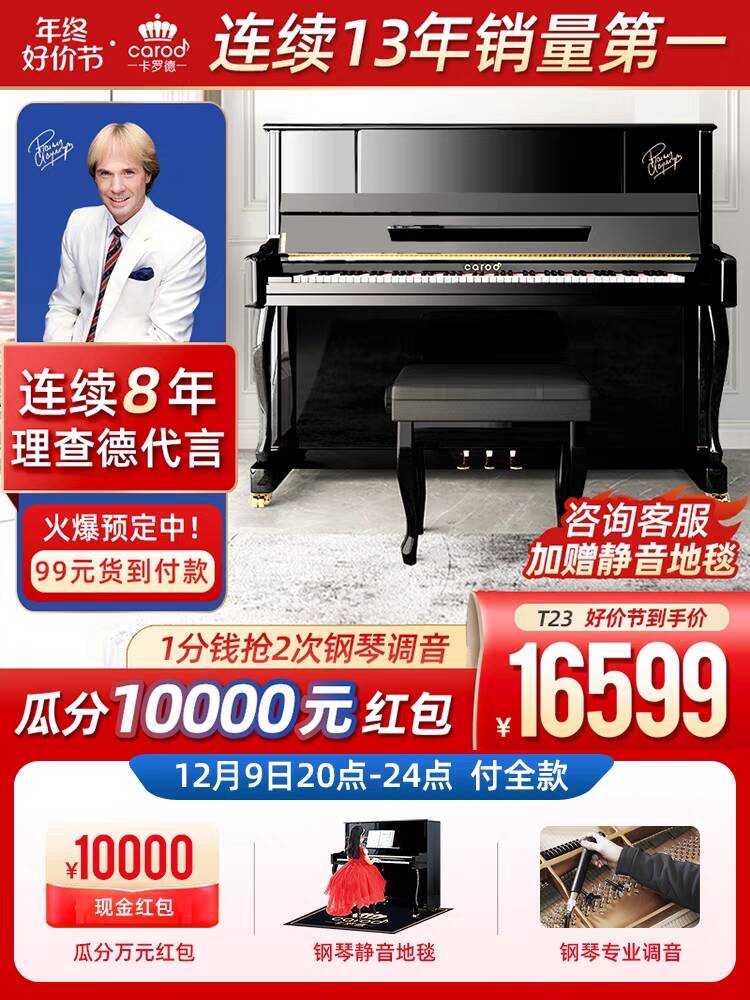 年终
好价节
carod
卡罗德
连续13年销量第一
carod
连续8年
理查德代言
火爆预定中！
99元货到付款
咨询客服
加赠静音地毯
1分钱抢2次钢琴调音
T23 好价节到手价
¥16599
瓜分10000元红包
12月9日20点-24点 付全款
¥10000
现金红包
瓜分万元红包
carod
钢琴静音地毯
钢琴专业调音